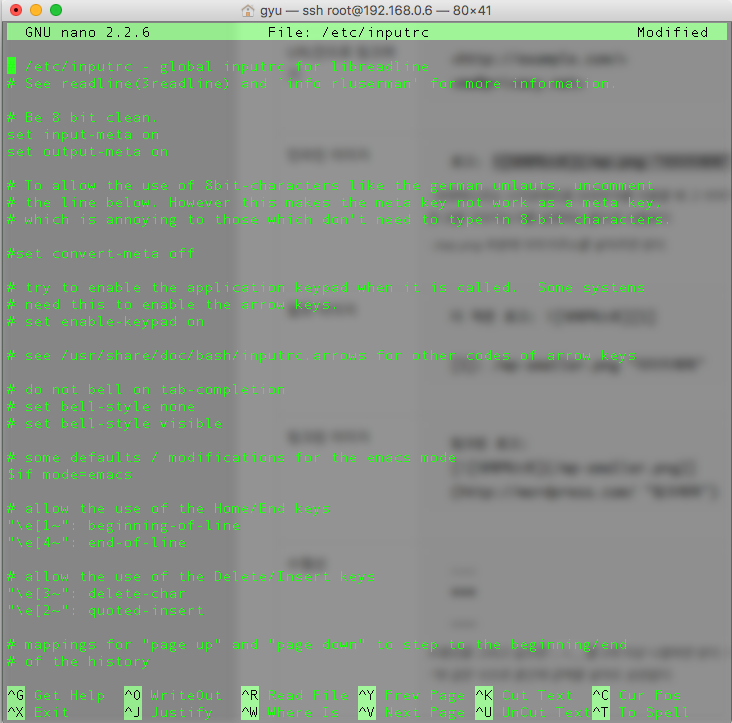 gyu — ssh root@192.168.0.6 — 80×41
GNU nano 2.2.6 File: /etc/inputrc Modified
/etc/inputrc - global inputrc for libreadline
# See readline(3readline) and `info rluserman' for more information.
# Be 8 bit clean.
set input-meta on
set output-meta on
# To allow the use of 8bit-characters like the german umlauts, uncomment
# the line below. However this makes the meta key not work as a meta key,
# which is annoying to those which don't need to type in 8-bit characters.
#set convert-meta off
# try to enable the application keypad when it is called.  Some systems
# need this to enable the arrow keys.
# set enable-keypad on
# see /usr/share/doc/bash/inputrc.arrows for other codes of arrow keys
# do not bell on tab-completion
# set bell-style none
# set bell-style visible
# some defaults / modifications for the emacs mode
$if mode=emacs
# allow the use of the Home/End keys
"\e[1~": beginning-of-line
"\e[4~": end-of-line
# allow the use of the Delete/Insert keys
"\e[3~": delete-char
"\e[2~": quoted-insert
# mappings for "page up" and "page down" to step to the beginning/end
# of the history
^G Get Help ^O WriteOut ^R Read File ^Y Prev Page ^K Cut Text ^C Cur Pos
^X Exit ^J Justify ^W Where Is ^V Next Page ^U UnCut Text ^T To Spell